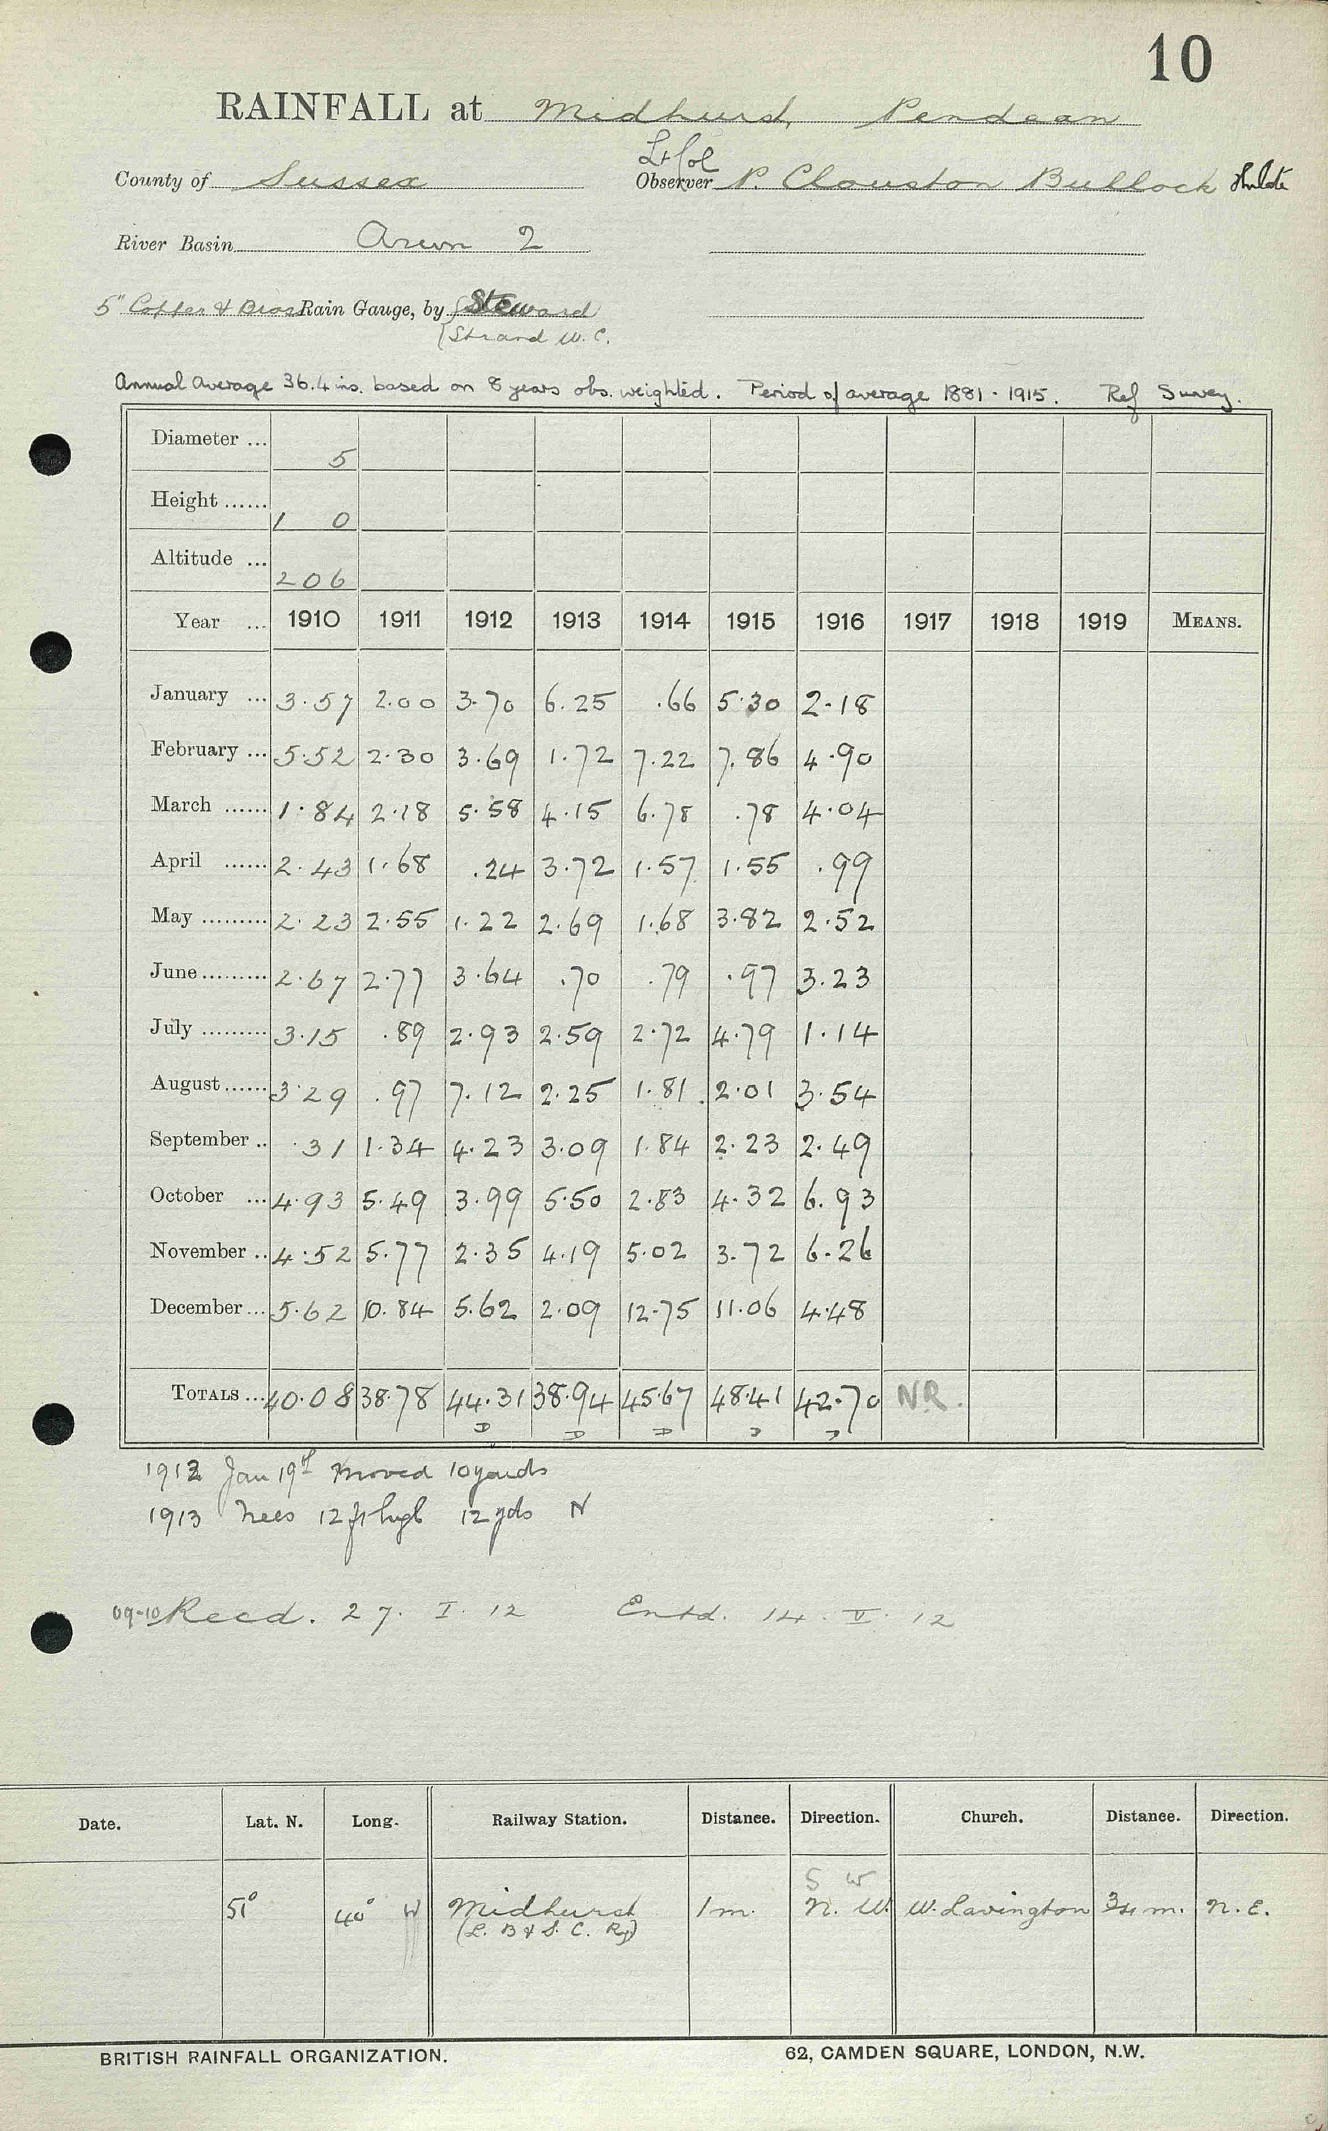 10
RAINFALL at Midhurst, Pendean
Lt Col
County of Sussex Observer P. Clouston Bullock
River Basin Arun 2
5" Copper & Brass Rain Gauge, by Steward
(Strand W.C.
Annual Average 36.4 ins. based on 8 years obs. weighted. Period of average 1881-1915. Ref Survey.
Diameter ... 5
Height ...... 1 0
Altitude ... 206
Year ... 1910 1911 1912 1913 1914 1915 1916 1917 1918 1919 MEANS.
January ... 3.57 2.00 3.70 6.25 .66 5.30 2.18
February ... 5.52 2.30 3.69 1.72 7.22 7.86 4.90
March ...... 1.84 2.18 5.58 4.15 6.78 .78 4.04
April ...... 2.43 1.68 .24 3.72 1.57 1.55 .99
May ......... 2.23 2.55 1.22 2.69 1.68 3.82 2.52
June ......... 2.67 2.77 3.64 .70 .79 .97 3.23
July ......... 3.15 .89 2.93 2.59 2.72 4.79 1.14
August ...... 3.29 .97 7.12 2.25 1.81 2.01 3.54
September .. .31 1.34 4.23 3.09 1.84 2.23 2.49
October ... 4.93 5.49 3.99 5.50 2.83 4.32 6.93
November .. 4.52 5.77 2.35 4.19 5.02 3.72 6.26
December ... 5.62 10.84 5.62 2.09 12.75 11.06 4.48
TOTALS ... 40.08 38.78 44.31 38.94 45.67 48.41 42.70 NR.
D D D D D
1912 Jan 19th moved 10 yards
1913 Trees 12 ft high 12 yds N
09-10 Recd. 27. I. 12 Entd. 14. V. 12
Date. Lat. N. Long. Railway Station. Distance. Direction. Church. Distance. Direction.
S W
51° 40° W Midhurst 1 m. N. W. W. Lavington 3/4 m. N. E.
(L. B & S. C. Ry)
BRITISH RAINFALL ORGANIZATION. 62, CAMDEN SQUARE, LONDON, N.W.